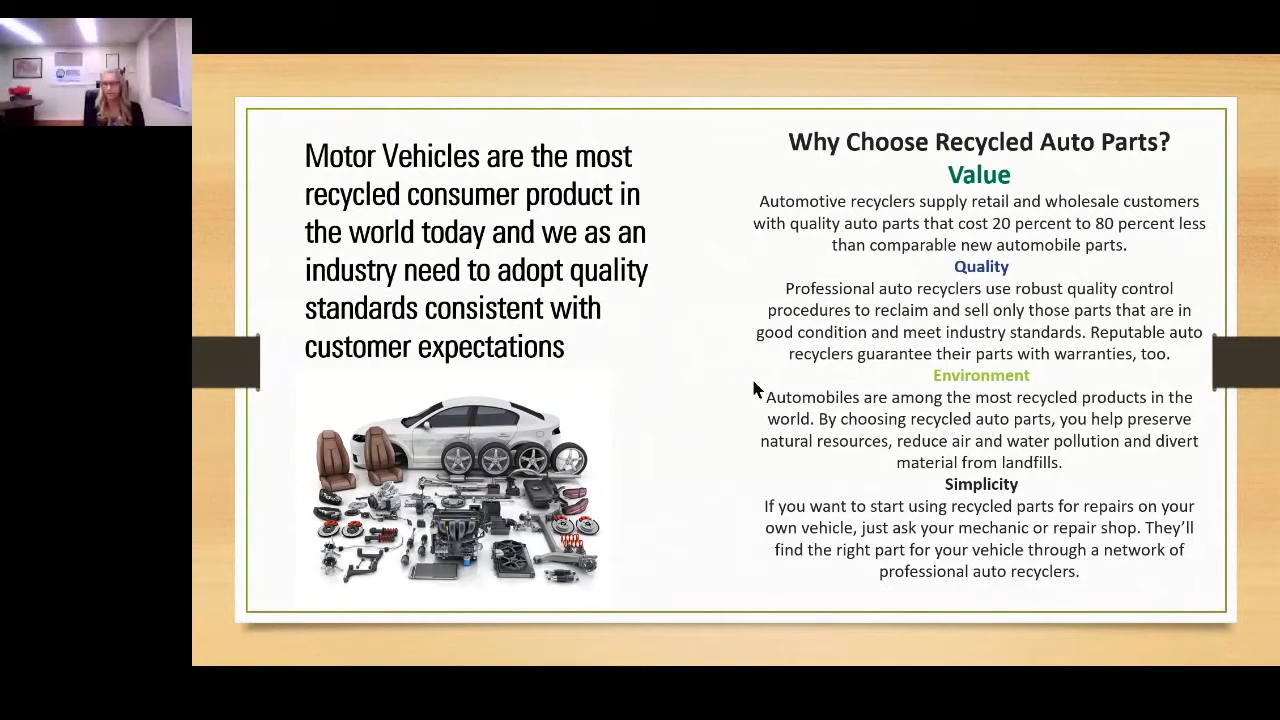 Motor Vehicles are the most
recycled consumer product in
the world today and we as an
industry need to adopt quality
standards consistent with
customer expectations
Why Choose Recycled Auto Parts?
Value
Automotive recyclers supply retail and wholesale customers
with quality auto parts that cost 20 percent to 80 percent less
than comparable new automobile parts.
Quality
Professional auto recyclers use robust quality control
procedures to reclaim and sell only those parts that are in
good condition and meet industry standards. Reputable auto
recyclers guarantee their parts with warranties, too.
Environment
Automobiles are among the most recycled products in the
world. By choosing recycled auto parts, you help preserve
natural resources, reduce air and water pollution and divert
material from landfills.
Simplicity
If you want to start using recycled parts for repairs on your
own vehicle, just ask your mechanic or repair shop. They’ll
find the right part for your vehicle through a network of
professional auto recyclers.